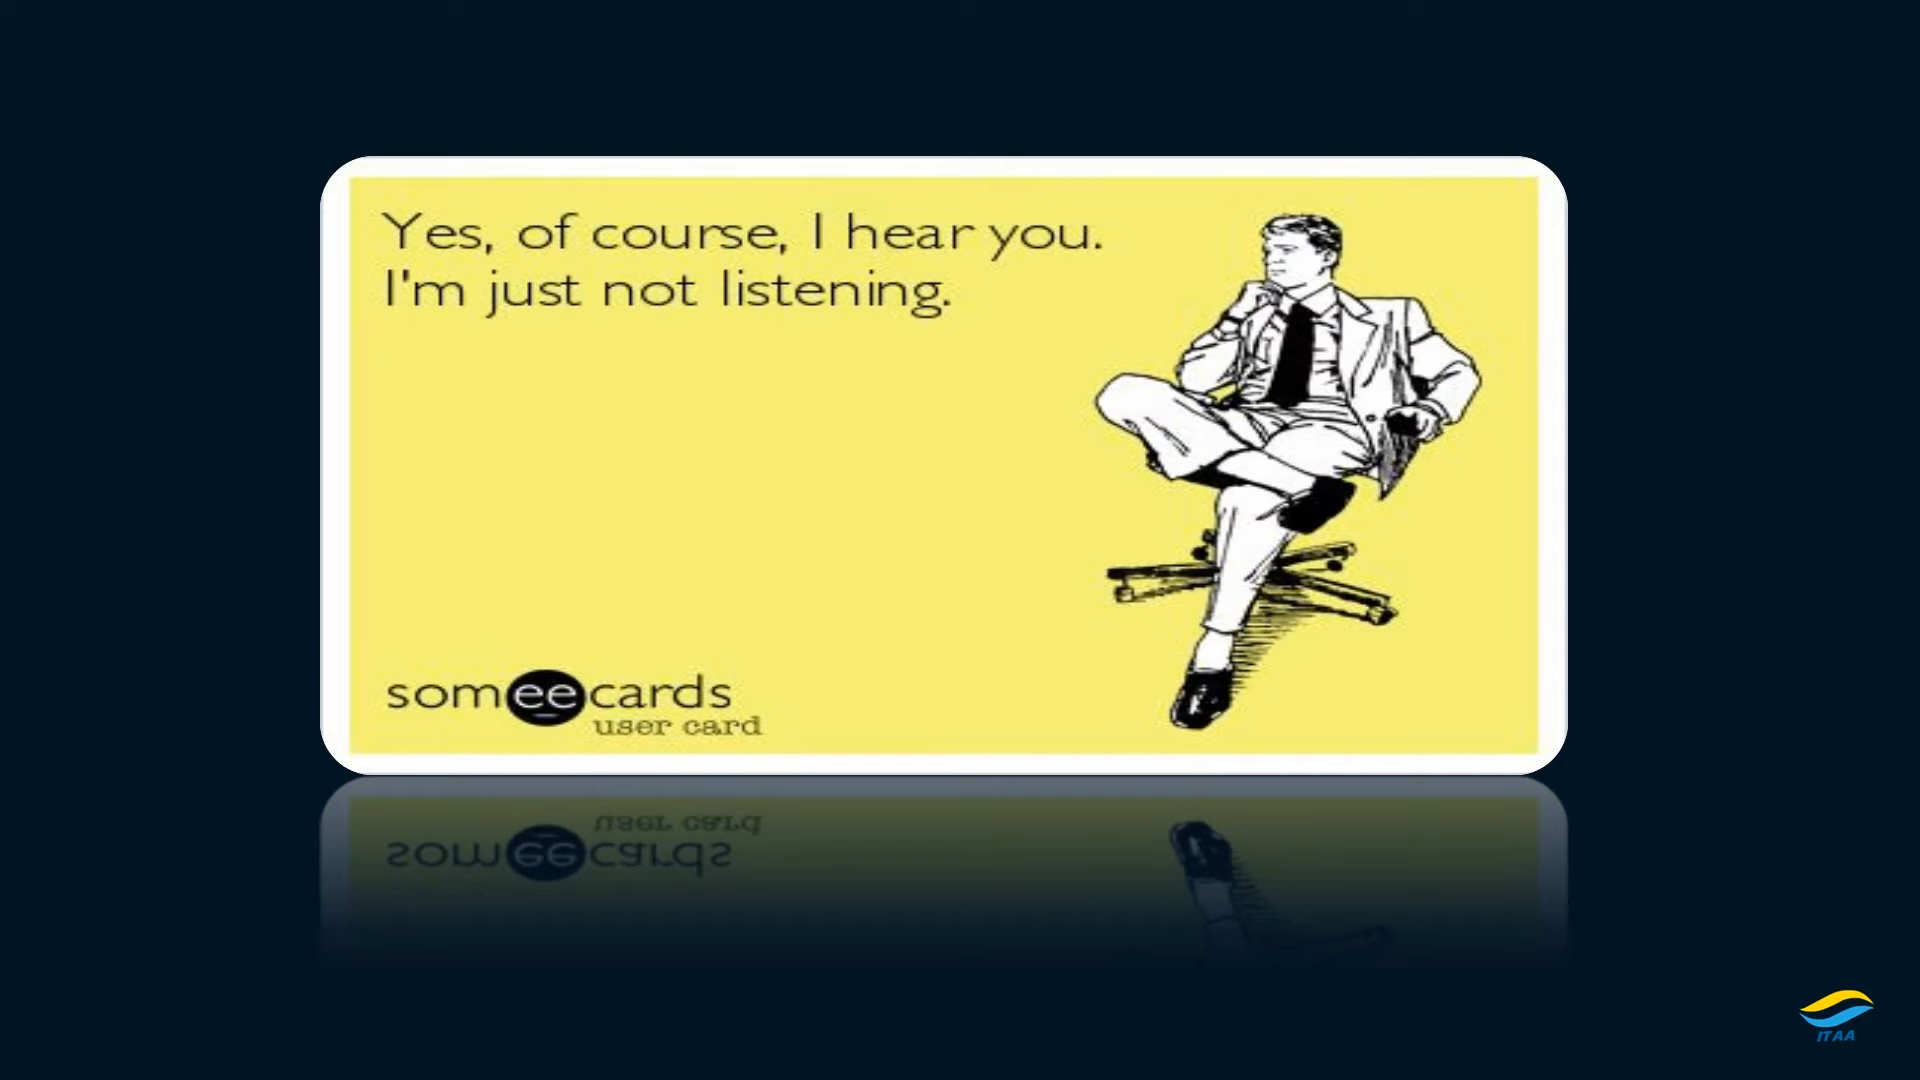 Yes, of course, I hear you.
I'm just not listening.
someecards
user card
ITAA